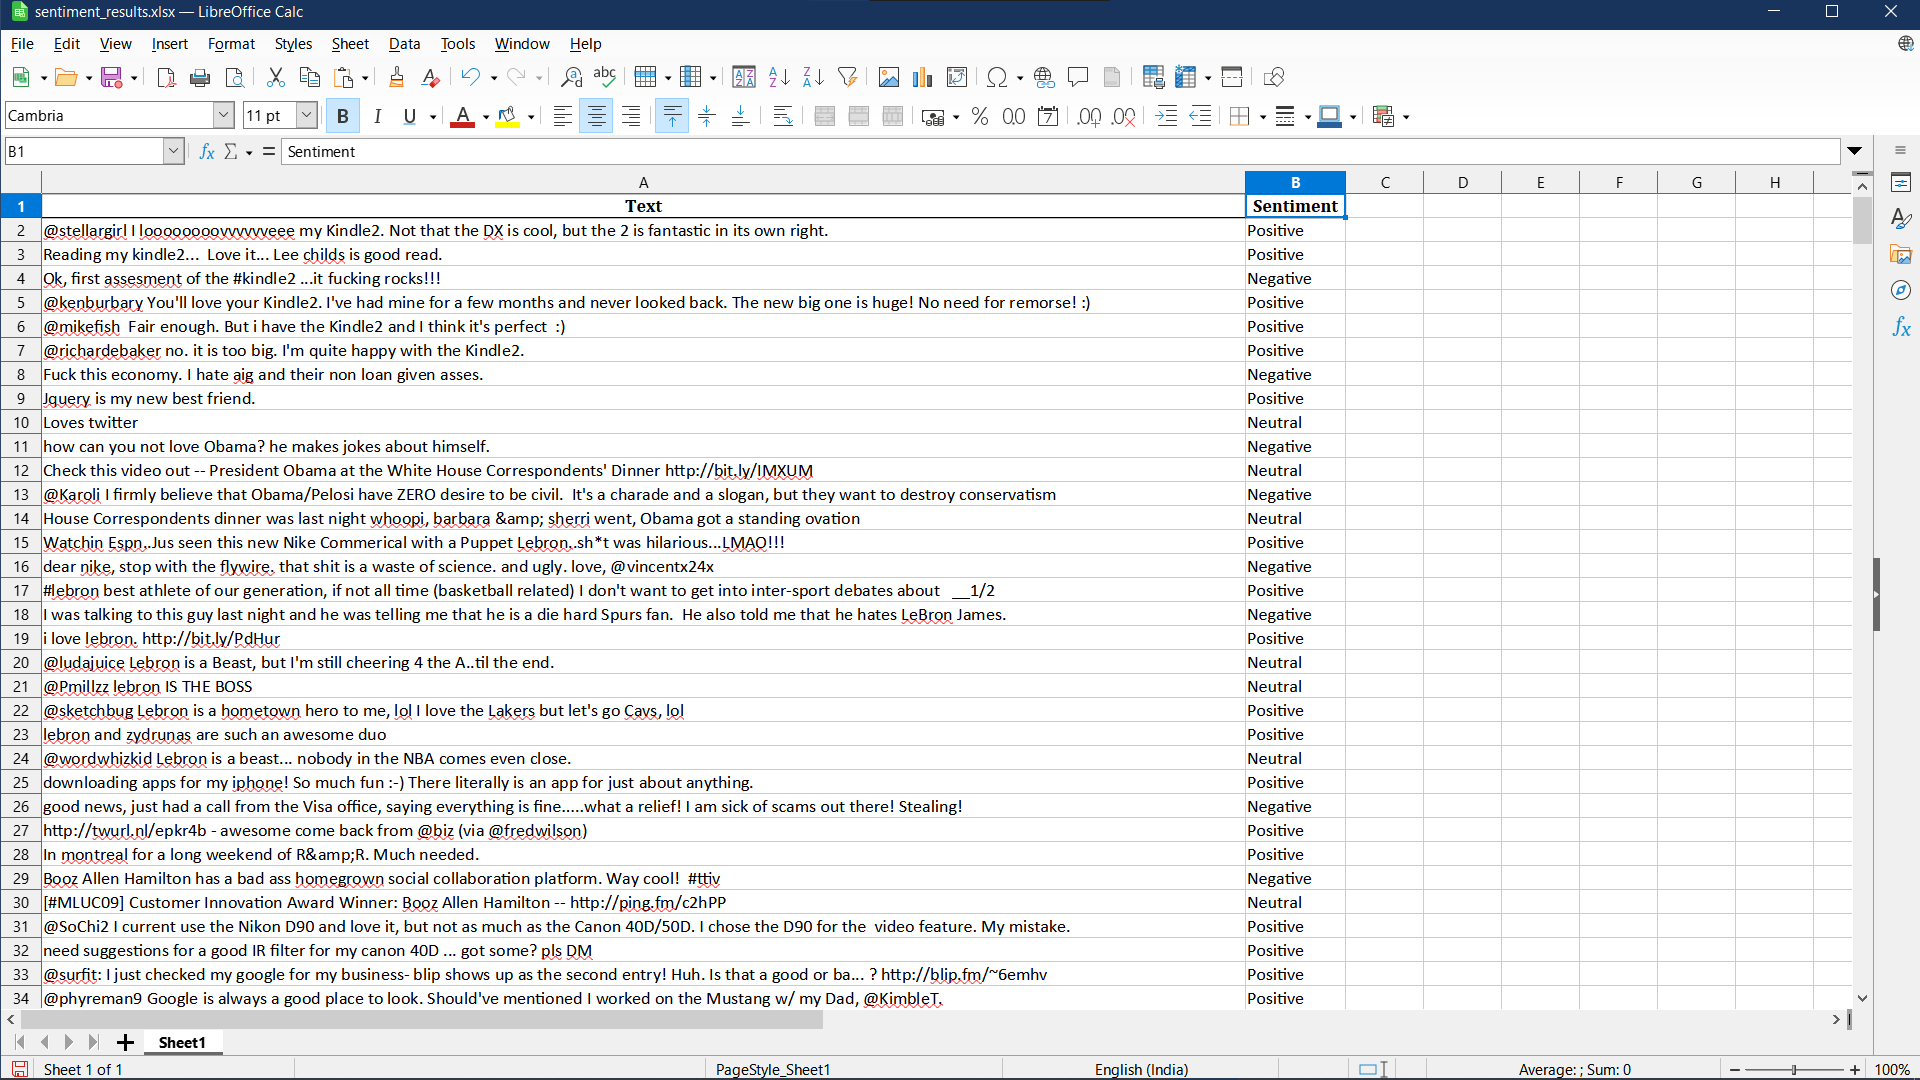 sentiment_results.xlsx — LibreOffice Calc
File Edit View Insert Format Styles Sheet Data Tools Window Help
Cambria 11 pt B I U
B1 Sentiment
A B C D E F G H
1 Text Sentiment
2 @stellargirl I loooooooovvvvvveee my Kindle2. Not that the DX is cool, but the 2 is fantastic in its own right. Positive
3 Reading my kindle2... Love it... Lee childs is good read. Positive
4 Ok, first assesment of the #kindle2 ...it fucking rocks!!! Negative
5 @kenburbary You'll love your Kindle2. I've had mine for a few months and never looked back. The new big one is huge! No need for remorse! :) Positive
6 @mikefish Fair enough. But i have the Kindle2 and I think it's perfect :) Positive
7 @richardebaker no. it is too big. I'm quite happy with the Kindle2. Positive
8 Fuck this economy. I hate aig and their non loan given asses. Negative
9 Jquery is my new best friend. Positive
10 Loves twitter Neutral
11 how can you not love Obama? he makes jokes about himself. Negative
12 Check this video out -- President Obama at the White House Correspondents' Dinner http://bit.ly/IMXUM Neutral
13 @Karoli I firmly believe that Obama/Pelosi have ZERO desire to be civil. It's a charade and a slogan, but they want to destroy conservatism Negative
14 House Correspondents dinner was last night whoopi, barbara &amp; sherri went, Obama got a standing ovation Neutral
15 Watchin Espn..Jus seen this new Nike Commerical with a Puppet Lebron..sh*t was hilarious...LMAO!!! Positive
16 dear nike, stop with the flywire. that shit is a waste of science. and ugly. love, @vincentx24x Negative
17 #lebron best athlete of our generation, if not all time (basketball related) I don't want to get into inter-sport debates about __1/2 Positive
18 I was talking to this guy last night and he was telling me that he is a die hard Spurs fan. He also told me that he hates LeBron James. Negative
19 i love lebron. http://bit.ly/PdHur Positive
20 @ludajuice Lebron is a Beast, but I'm still cheering 4 the A..til the end. Neutral
21 @Pmillzz lebron IS THE BOSS Neutral
22 @sketchbug Lebron is a hometown hero to me, lol I love the Lakers but let's go Cavs, lol Positive
23 lebron and zydrunas are such an awesome duo Positive
24 @wordwhizkid Lebron is a beast... nobody in the NBA comes even close. Neutral
25 downloading apps for my iphone! So much fun :-) There literally is an app for just about anything. Positive
26 good news, just had a call from the Visa office, saying everything is fine.....what a relief! I am sick of scams out there! Stealing! Negative
27 http://twurl.nl/epkr4b - awesome come back from @biz (via @fredwilson) Positive
28 In montreal for a long weekend of R&amp;R. Much needed. Positive
29 Booz Allen Hamilton has a bad ass homegrown social collaboration platform. Way cool! #ttiv Negative
30 [#MLUC09] Customer Innovation Award Winner: Booz Allen Hamilton -- http://ping.fm/c2hPP Neutral
31 @SoChi2 I current use the Nikon D90 and love it, but not as much as the Canon 40D/50D. I chose the D90 for the video feature. My mistake. Positive
32 need suggestions for a good IR filter for my canon 40D ... got some? pls DM Positive
33 @surfit: I just checked my google for my business- blip shows up as the second entry! Huh. Is that a good or ba... ? http://blip.fm/~6emhv Positive
34 @phyreman9 Google is always a good place to look. Should've mentioned I worked on the Mustang w/ my Dad, @KimbleT. Positive
Sheet1
Sheet 1 of 1 PageStyle_Sheet1 English (India) Average: ; Sum: 0 100%